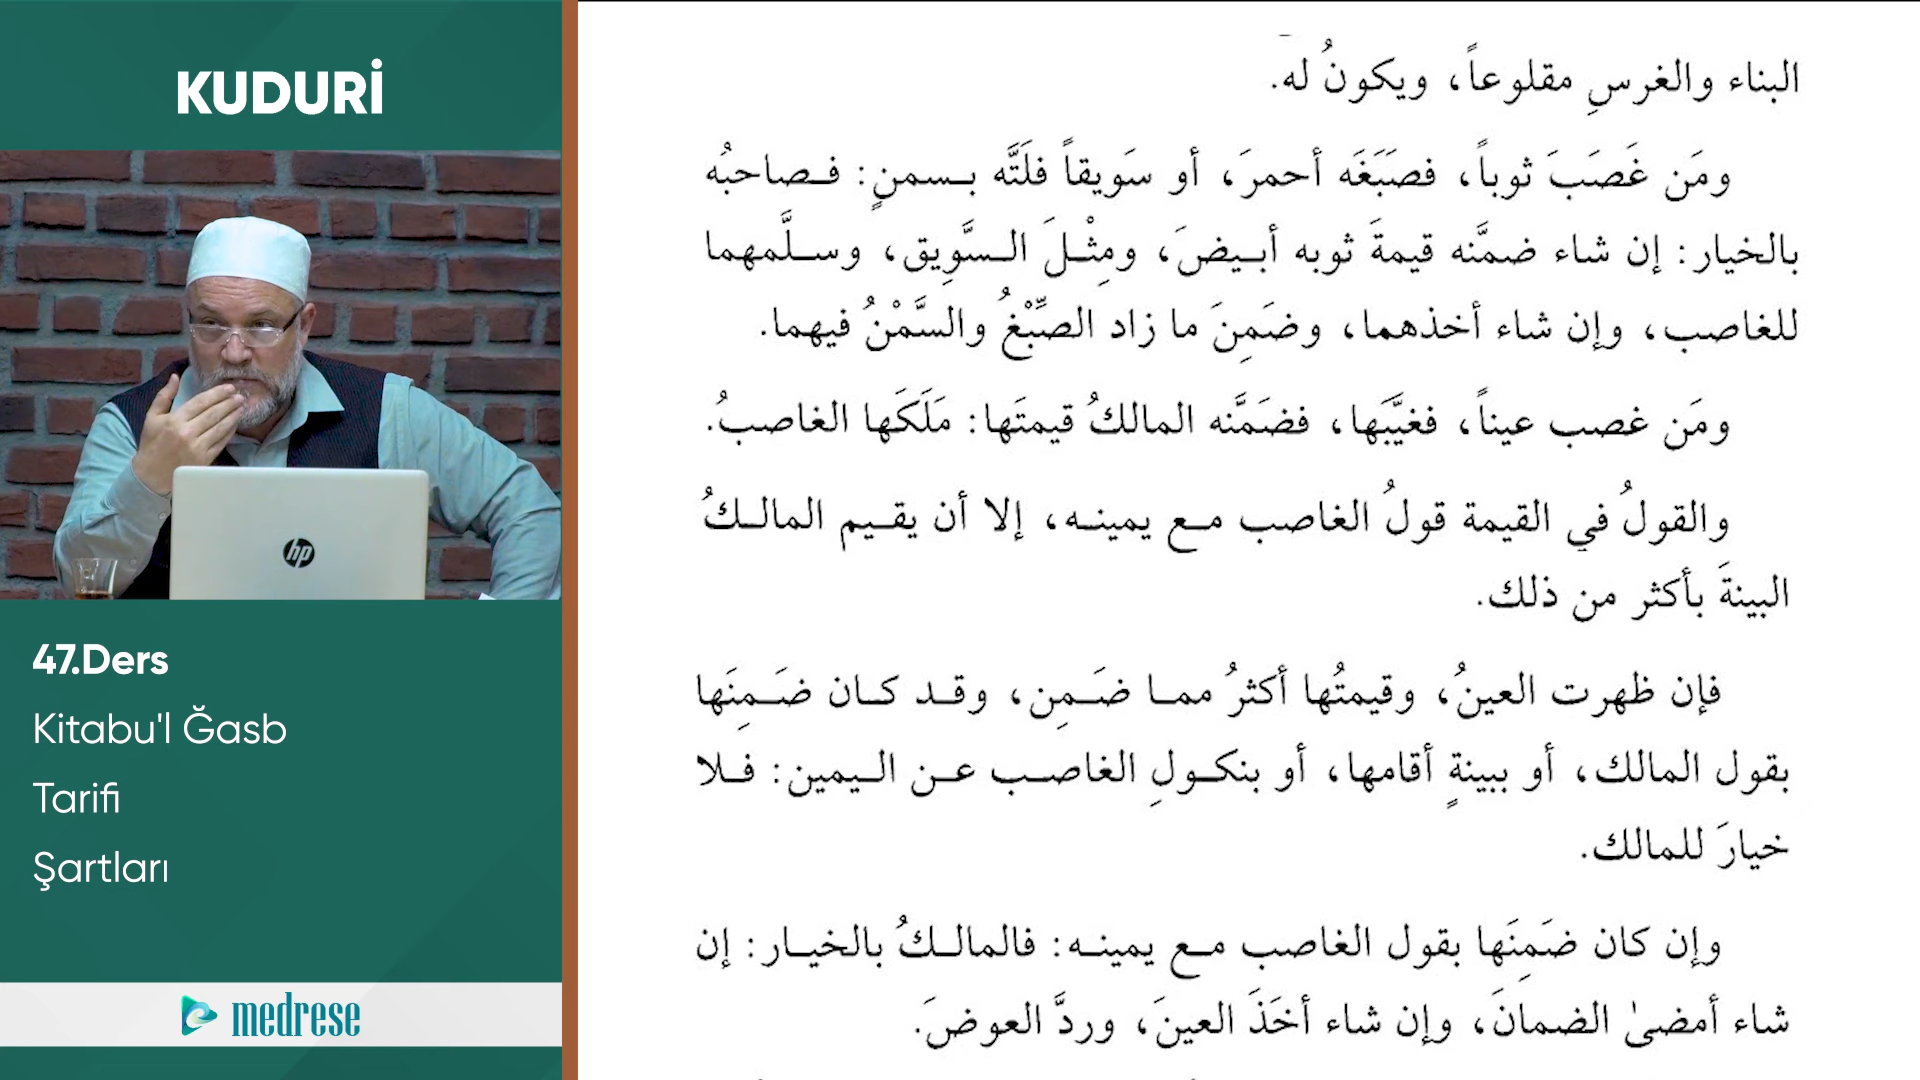 KUDURİ
hp
47.Ders
Kitabu'l Ğasb
Tarifi
Şartları
medrese
البناء والغرسِ مقلوعاً، ويكونُ له.
ومَن غَصَبَ ثوباً، فصَبَغَه أحمرَ، أو سَويقاً فلَتَّه بسمنٍ: فصاحبُه
بالخيار: إن شاء ضمَّنه قيمةَ ثوبه أبيضَ، ومِثْلَ السَّوِيق، وسلَّمهما
للغاصب، وإن شاء أخذهما، وضَمِنَ ما زاد الصِّبْغُ والسَّمْنُ فيهما.
ومَن غصب عيناً، فغيَّبَها، فضَمَّنه المالكُ قيمتَها: مَلَكَها الغاصبُ.
والقولُ في القيمة قولُ الغاصب مع يمينه، إلا أن يقيم المالكُ
البينةَ بأكثر من ذلك.
فإن ظهرت العينُ، وقيمتُها أكثرُ مما ضَمِن، وقد كان ضَمِنَها
بقول المالك، أو ببينةٍ أقامها، أو بنكولِ الغاصب عن اليمين: فلا
خيارَ للمالك.
وإن كان ضَمِنَها بقول الغاصب مع يمينه: فالمالكُ بالخيار: إن
شاء أمضىٰ الضمانَ، وإن شاء أخَذَ العينَ، وردَّ العوضَ.